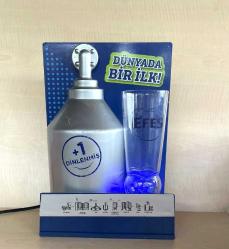 DÜNYADA
BİR İLK!
EFES
+1
DİNLENMİŞ